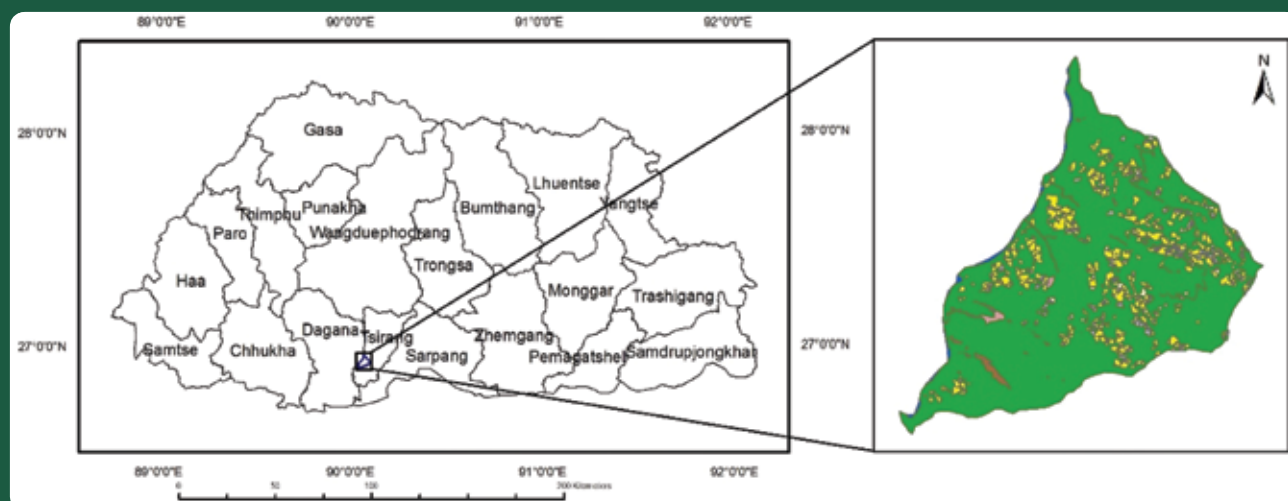 89°0'0"E 90°0'0"E 91°0'0"E 92°0'0"E
N
28°0'0"N 28°0'0"N
Gasa
Lhuentse
Thimphu Punakha Bumthang Yangtse
Paro Wangduephodrang
Trongsa
Haa Monggar
Trashigang
Dagana Tsirang Zhemgang
27°0'0"N 27°0'0"N
Samtse Chhukha Sarpang Pemagatshel Samdrupjongkhar
89°0'0"E 90°0'0"E 91°0'0"E 92°0'0"E
0 50 100 200 Kilometers